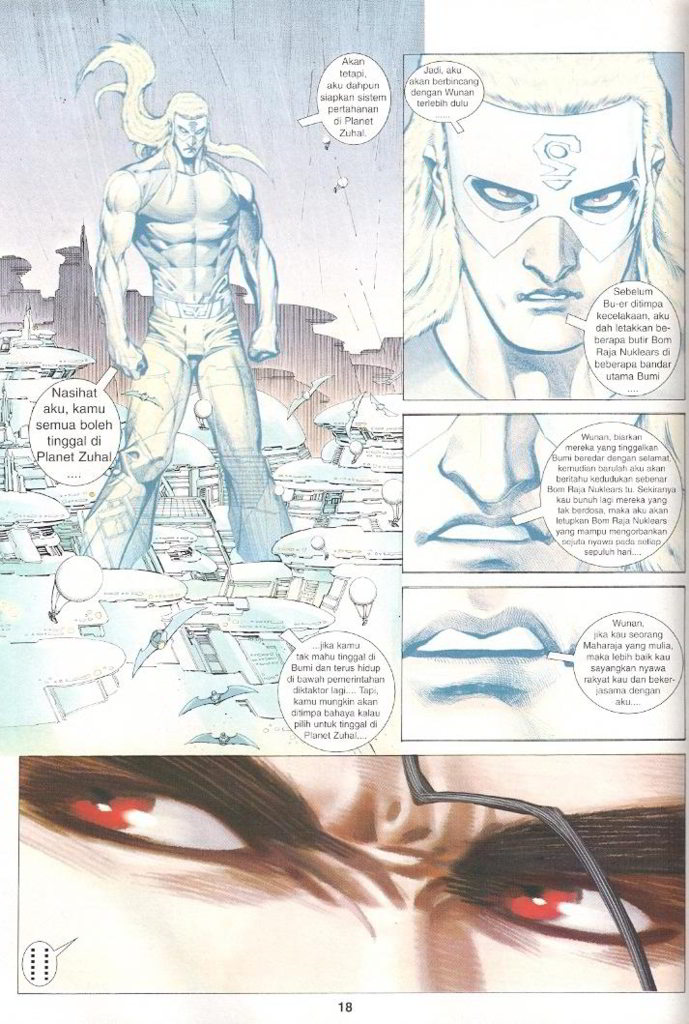 Akan
tetapi,
aku dahpun
siapkan sistem
pertahanan
di Planet
Zuhal.
Nasihat
aku, kamu
semua boleh
tinggal di
Planet Zuhal
....
...jika kamu
tak mahu tinggal di
Bumi dan terus hidup
di bawah pemerintahan
diktaktor lagi.... Tapi,
kamu mungkin akan
ditimpa bahaya kalau
pilih untuk tinggal di
Planet Zuhal....
Jadi, aku
akan berbincang
dengan Wunan
terlebih dulu
......
Sebelum
Bu-er ditimpa
kecelakaan, aku
dah letakkan be-
berapa butir Bom
Raja Nuklears di
beberapa bandar
utama Bumi
....
Wunan, biarkan
mereka yang tinggalkan
Bumi beredar dengan selamat,
kemudian barulah aku akan
beritahu kedudukan sebenar
Bom Raja Nuklears tu. Sekiranya
kau bunuh lagi mereka yang
tak berdosa, maka aku akan
letupkan Bom Raja Nuklears
yang mampu mengorbankan
sejuta nyawa pada setiap
sepuluh hari....
Wunan,
jika kau seorang
Maharaja yang mulia,
maka lebih baik kau
sayangkan nyawa
rakyat kau dan beker-
jasama dengan
aku....
18